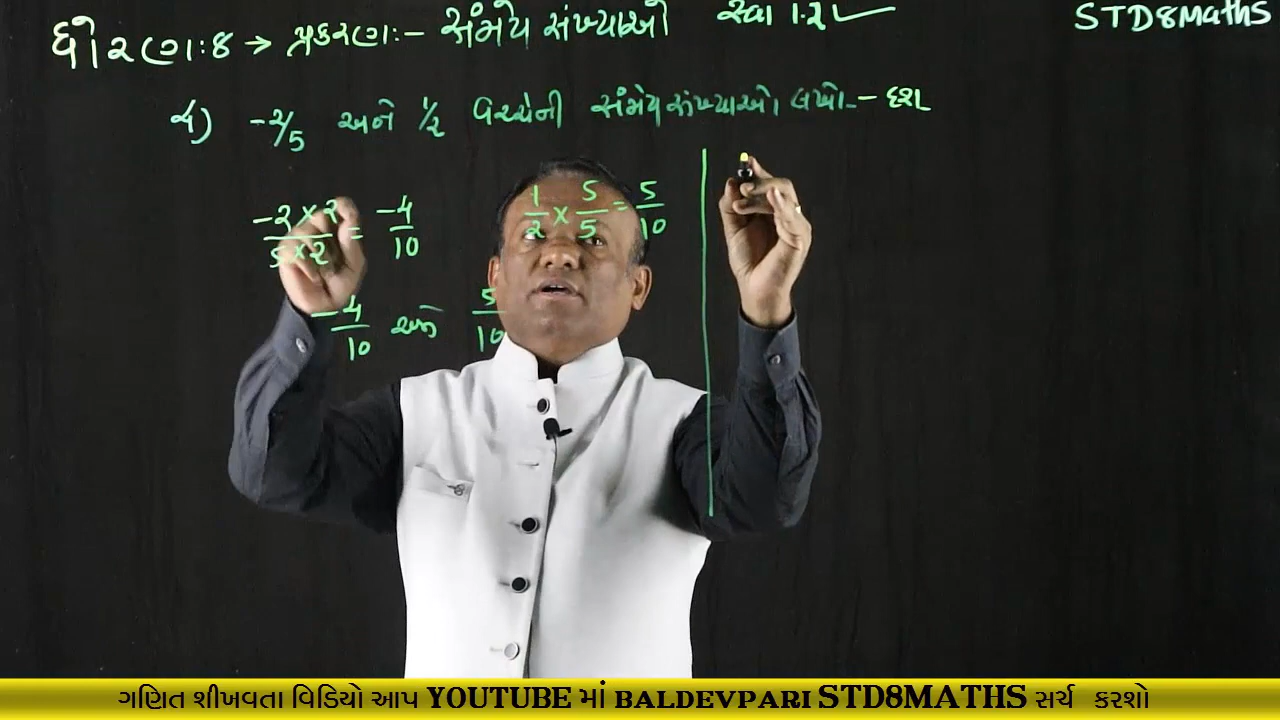 ધોરણ:8 → પ્રકરણ:- સંમેય સંખ્યાઓ સ્વા 1.2
STD8Maths
-2/5 અને 1/2 વચ્ચેની સંમેય સંખ્યાઓ લખો - દશ
-2 × 2 / 5 × 2 = -4/10
1/2 × 5/5 = 5/10
-4/10 અને 5/10
ગણિત શીખવતા વિડિયો આપ YOUTUBE માં BALDEVPARI STD8MATHS સર્ચ કરશો